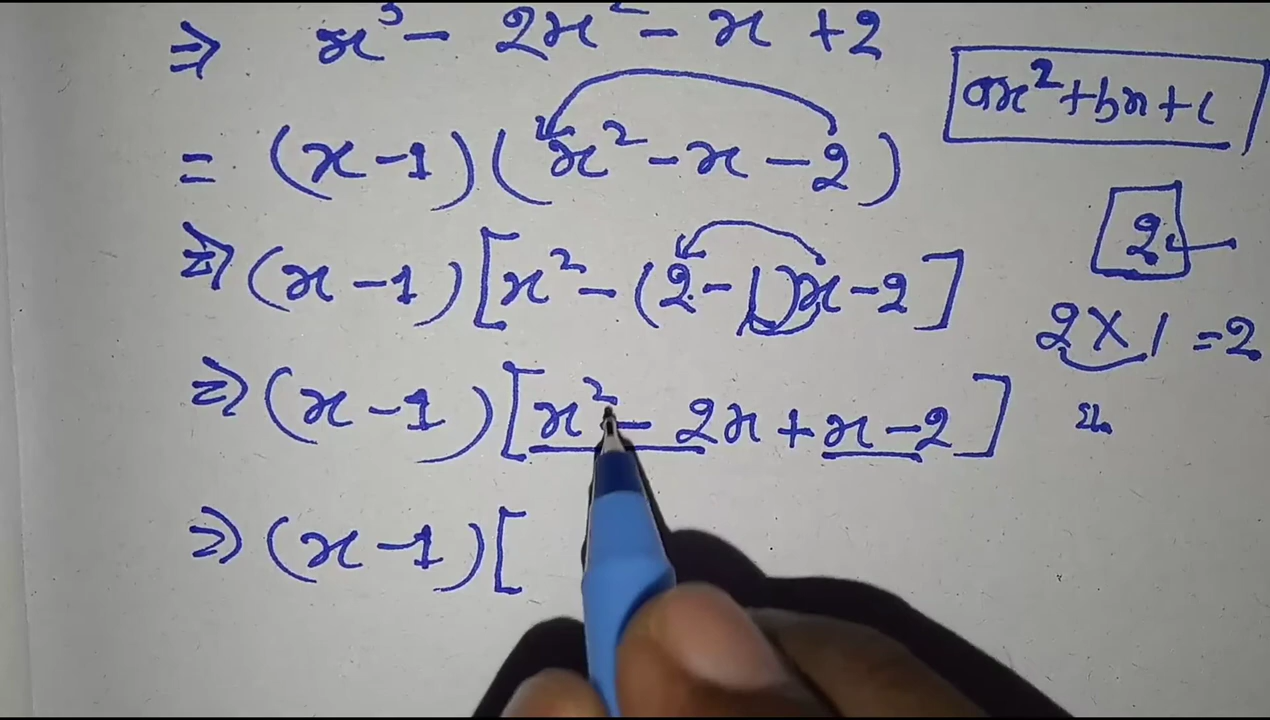 ⇒ x³ - 2x² - x + 2
ax² + bx + c
= (x-1)(x² - x - 2)
2
⇒ (x-1)[x² - (2-1)x - 2]
2 × 1 = 2
⇒ (x-1)[x² - 2x + x - 2]
⇒ (x-1)[